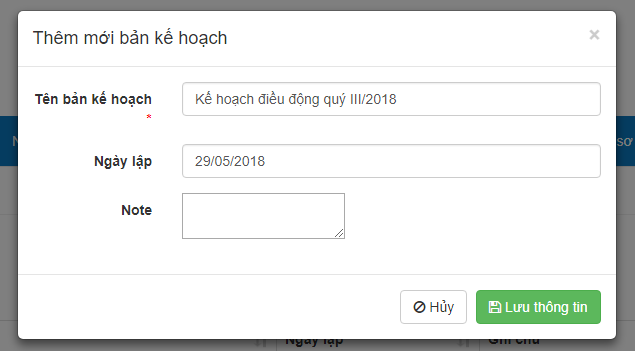 Thêm mới bản kế hoạch ×
Tên bản kế hoạch
*
Kế hoạch điều động quý III/2018
Ngày lập 29/05/2018
Note
Hủy Lưu thông tin
Ngày lập Ghi chú